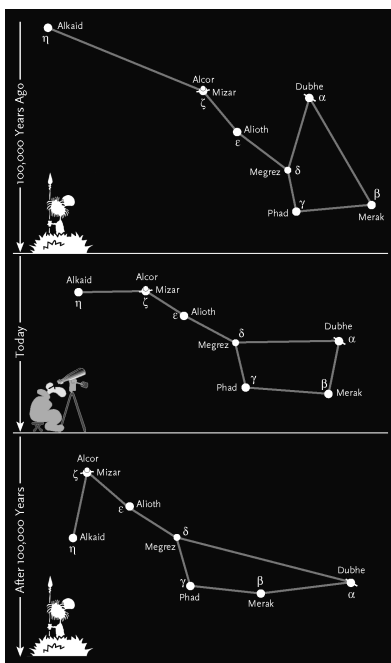 100,000 Years Ago
Alkaid
η
Alcor
Mizar
ζ
Alioth
ε
Dubhe
α
Megrez
δ
β
Phad
γ
Merak
Today
Alkaid
η
Alcor
Mizar
ζ
Alioth
ε
δ
Megrez
Dubhe
α
Phad
γ
β
Merak
After 100,000 Years
Alcor
ζ
Mizar
Alioth
ε
Alkaid
η
δ
Megrez
Dubhe
α
γ
Phad
β
Merak